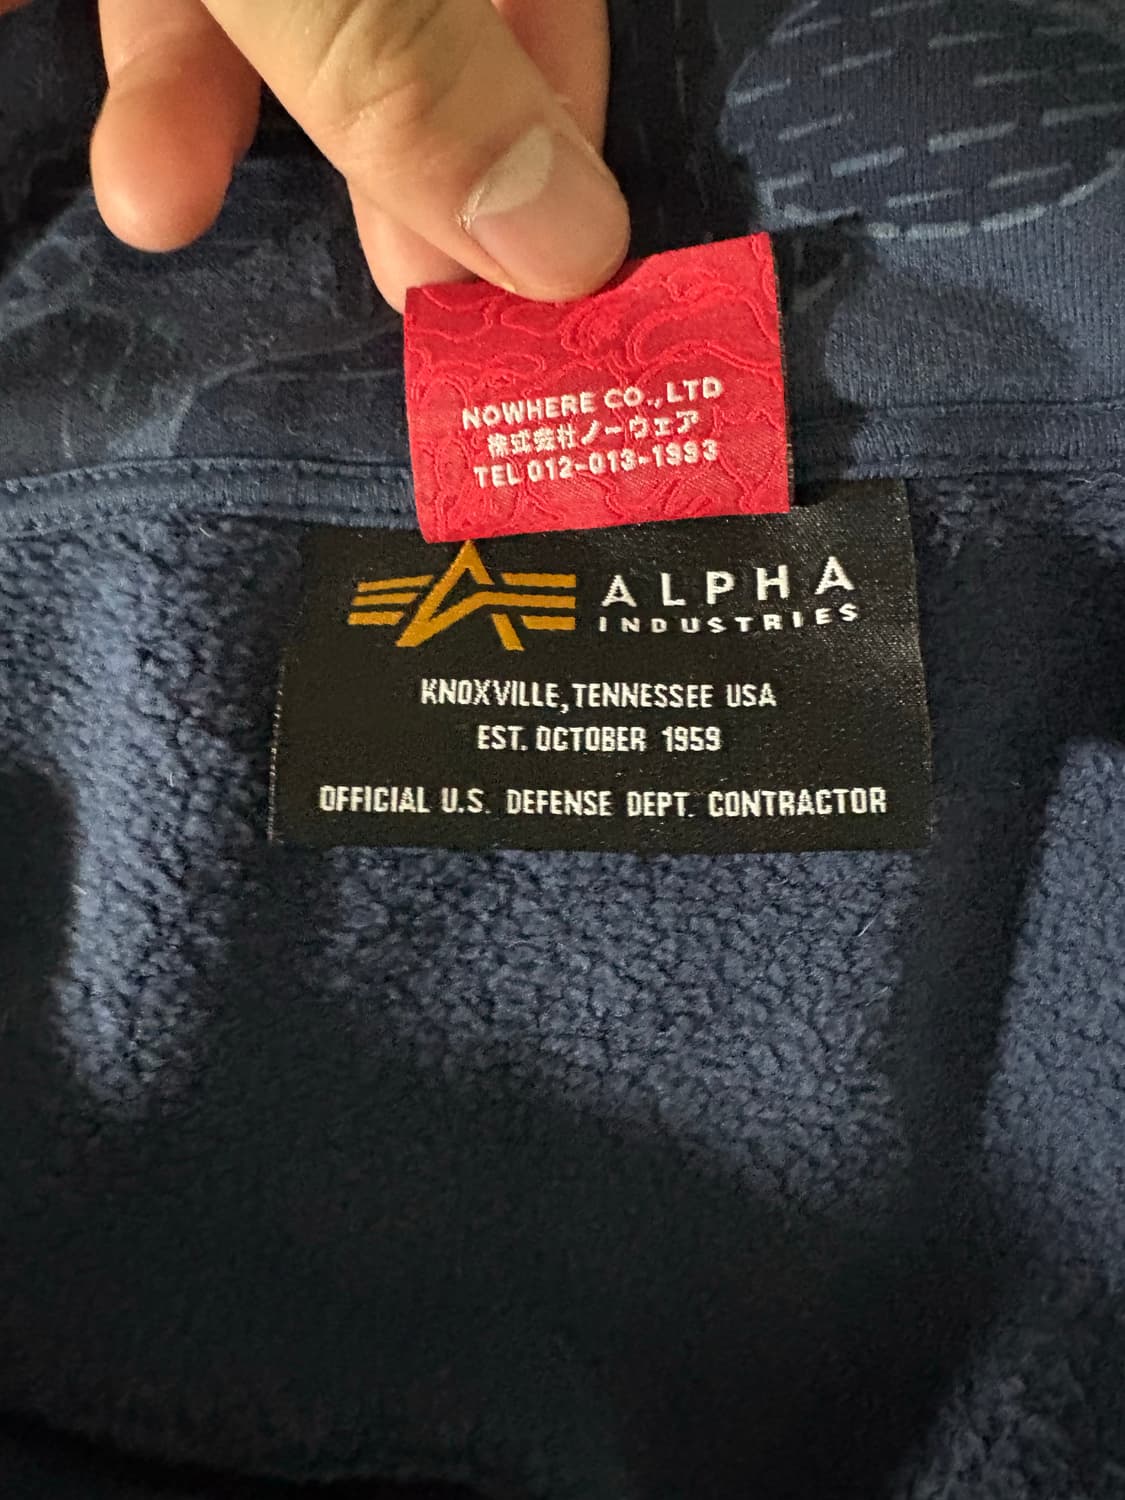 NOWHERE CO.,LTD
株式会社ノーウェア
TEL 012-013-1993
ALPHA
INDUSTRIES
KNOXVILLE, TENNESSEE USA
EST. OCTOBER 1959
OFFICIAL U.S. DEFENSE DEPT. CONTRACTOR